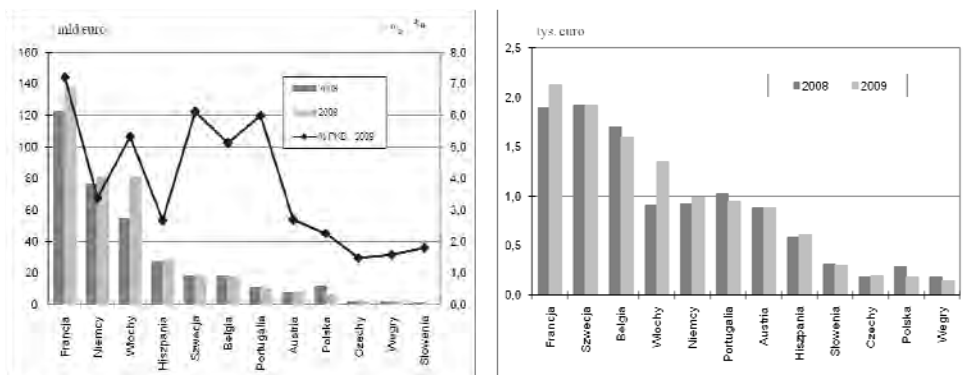 mld euro
%
160
140
120
100
80
60
40
20
0
8,0
7,0
6,0
5,0
4,0
3,0
2,0
1,0
0,0
2008
2009
2009
Francja
Niemcy
Włochy
Hiszpania
Szwecja
Belgia
Portugalia
Austria
Polska
Czechy
Węgry
Słowenia
tys. euro
2,5
2,0
1,5
1,0
0,5
0,0
2008
2009
Francja
Szwecja
Belgia
Włochy
Niemcy
Portugalia
Austria
Hiszpania
Słowenia
Czechy
Polska
Węgry